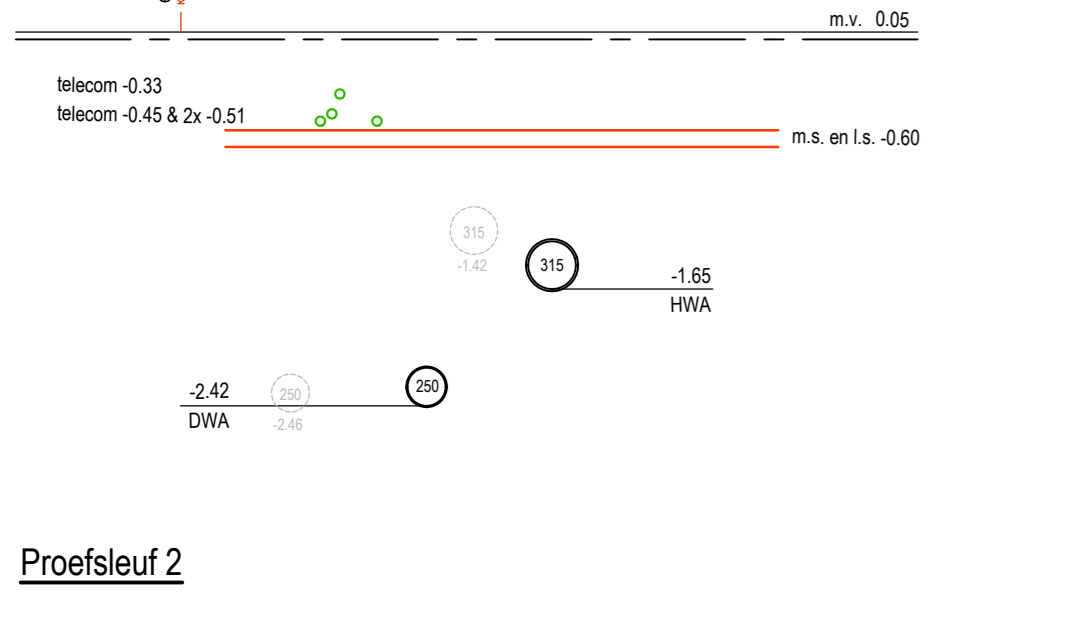 m.v. 0.05
telecom -0.33
telecom -0.45 & 2x -0.51
m.s. en l.s. -0.60
315
-1.42
315
-1.65
HWA
-2.42
250
250
DWA
-2.46
Proefsleuf 2